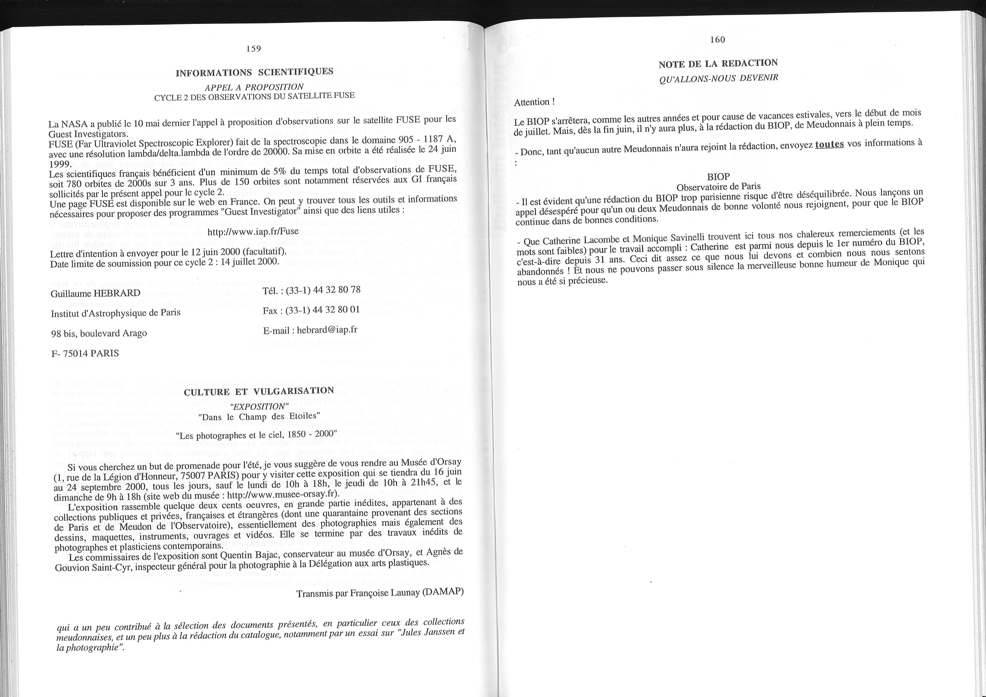 159
INFORMATIONS SCIENTIFIQUES
APPEL A PROPOSITION
CYCLE 2 DES OBSERVATIONS DU SATELLITE FUSE
La NASA a publié le 10 mai dernier l'appel à proposition d'observations sur le satellite FUSE pour les
Guest Investigators.
FUSE (Far Ultraviolet Spectroscopic Explorer) fait de la spectroscopie dans le domaine 905 - 1187 A,
avec une résolution lambda/delta.lambda de l'ordre de 20000. Sa mise en orbite a été réalisée le 24 juin
1999.
Les scientifiques français bénéficient d'un minimum de 5% du temps total d'observations de FUSE,
soit 780 orbites de 2000s sur 3 ans. Plus de 150 orbites sont notamment réservées aux GI français
sollicités par le présent appel pour le cycle 2.
Une page FUSE est disponible sur le web en France. On peut y trouver tous les outils et informations
nécessaires pour proposer des programmes "Guest Investigator" ainsi que des liens utiles :
http://www.iap.fr/Fuse
Lettre d'intention à envoyer pour le 12 juin 2000 (facultatif).
Date limite de soumission pour ce cycle 2 : 14 juillet 2000.
Guillaume HEBRARD
Tél. : (33-1) 44 32 80 78
Institut d'Astrophysique de Paris
Fax : (33-1) 44 32 80 01
98 bis, boulevard Arago
E-mail : hebrard@iap.fr
F- 75014 PARIS
CULTURE ET VULGARISATION
"EXPOSITION"
"Dans le Champ des Etoiles"
"Les photographes et le ciel, 1850 - 2000"
Si vous cherchez un but de promenade pour l'été, je vous suggère de vous rendre au Musée d'Orsay
(1, rue de la Légion d'Honneur, 75007 PARIS) pour y visiter cette exposition qui se tiendra du 16 juin
au 24 septembre 2000, tous les jours, sauf le lundi de 10h à 18h, le jeudi de 10h à 21h45, et le
dimanche de 9h à 18h (site web du musée : http://www.musee-orsay.fr).
L'exposition rassemble quelque deux cents oeuvres, en grande partie inédites, appartenant à des
collections publiques et privées, françaises et étrangères (dont une quarantaine provenant des sections
de Paris et de Meudon de l'Observatoire), essentiellement des photographies mais également des
dessins, maquettes, instruments, ouvrages et vidéos. Elle se termine par des travaux inédits de
photographes et plasticiens contemporains.
Les commissaires de l'exposition sont Quentin Bajac, conservateur au musée d'Orsay, et Agnès de
Gouvion Saint-Cyr, inspecteur général pour la photographie à la Délégation aux arts plastiques.
Transmis par Françoise Launay (DAMAP)
qui a un peu contribué à la sélection des documents présentés, en particulier ceux des collections
meudonnaises, et un peu plus à la rédaction du catalogue, notamment par un essai sur "Jules Janssen et
la photographie".
160
NOTE DE LA REDACTION
QU'ALLONS-NOUS DEVENIR
Attention !
Le BIOP s'arrêtera, comme les autres années et pour cause de vacances estivales, vers le début de mois
de juillet. Mais, dès la fin juin, il n'y aura plus, à la rédaction du BIOP, de Meudonnais à plein temps.
- Donc, tant qu'aucun autre Meudonnais n'aura rejoint la rédaction, envoyez toutes vos informations à
:
BIOP
Observatoire de Paris
- Il est évident qu'une rédaction du BIOP trop parisienne risque d'être déséquilibrée. Nous lançons un
appel désespéré pour qu'un ou deux Meudonnais de bonne volonté nous rejoignent, pour que le BIOP
continue dans de bonnes conditions.
- Que Catherine Lacombe et Monique Savinelli trouvent ici tous nos chalereux remerciements (et les
mots sont faibles) pour le travail accompli : Catherine est parmi nous depuis le 1er numéro du BIOP,
c'est-à-dire depuis 31 ans. Ceci dit assez ce que nous lui devons et combien nous nous sentons
abandonnés ! Et nous ne pouvons passer sous silence la merveilleuse bonne humeur de Monique qui
nous a été si précieuse.